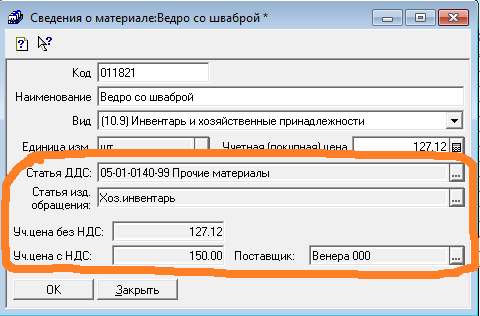 Сведения о материале:Ведро со шваброй *
Код 011821
Наименование Ведро со шваброй
Вид (10.9) Инвентарь и хозяйственные принадлежности
Единица изм. шт Учетная (покупная) цена 127.12
Статья ДДС: 05-01-0140-99 Прочие материалы ...
Статья изд. обращения: Хоз.инвентарь ...
Уч.цена без НДС: 127.12
Уч.цена с НДС: 150.00 Поставщик: Венера ООО ...
OK Закрыть